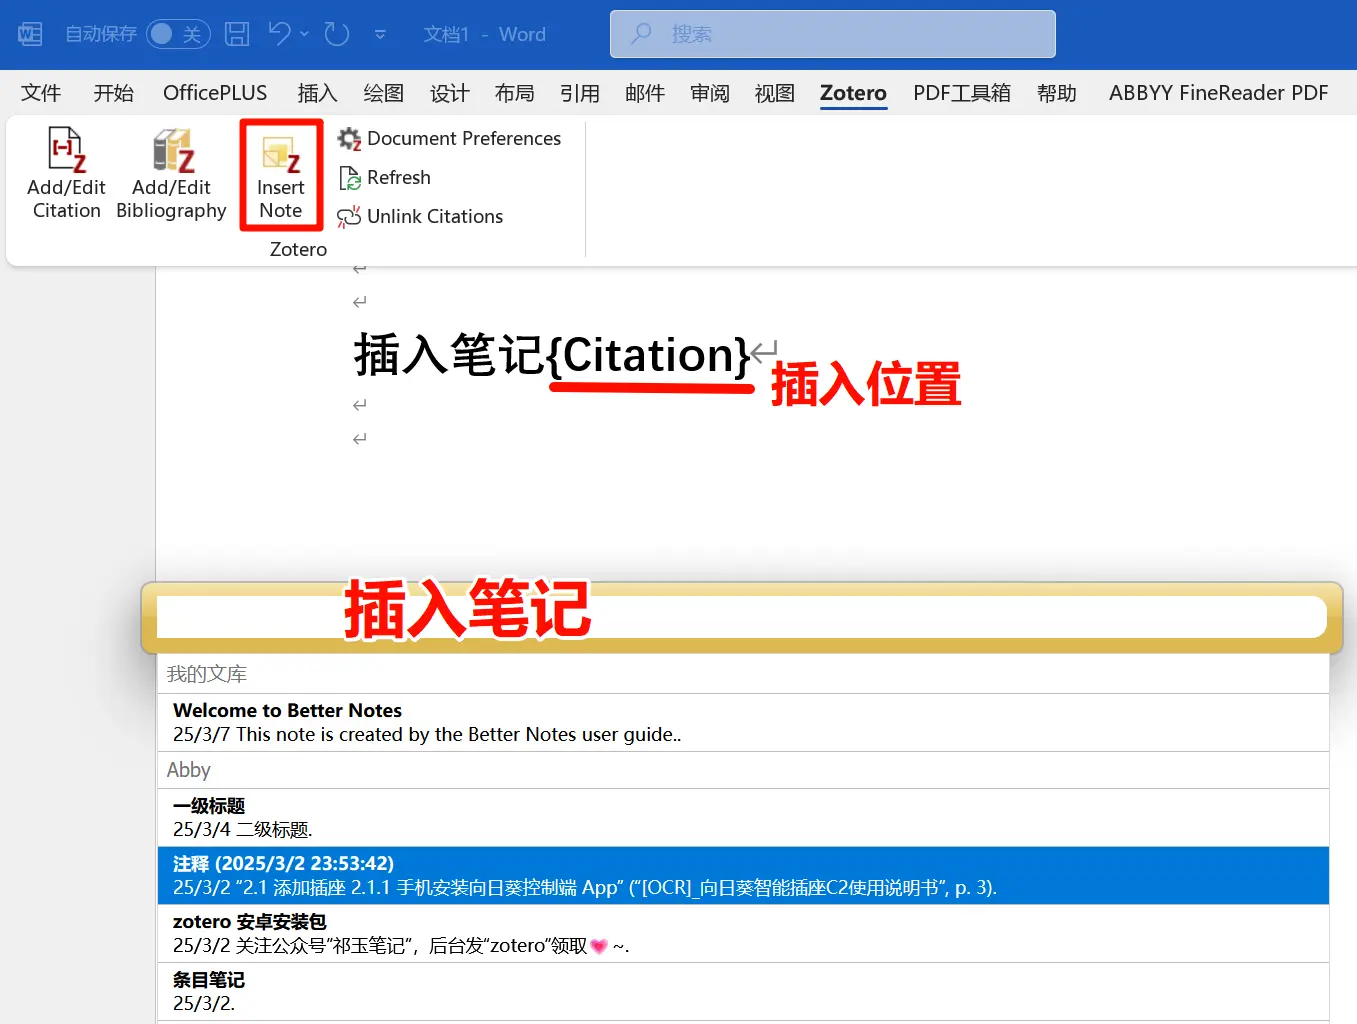 自动保存 关 文档1 - Word 搜索
文件 开始 OfficePLUS 插入 绘图 设计 布局 引用 邮件 审阅 视图 Zotero PDF工具箱 帮助 ABBYY FineReader PDF
Add/Edit Citation
Add/Edit Bibliography
Insert Note
Document Preferences
Refresh
Unlink Citations
Zotero
插入笔记{Citation}
插入位置
插入笔记
我的文库
Welcome to Better Notes
25/3/7 This note is created by the Better Notes user guide..
Abby
一级标题
25/3/4 二级标题.
注释 (2025/3/2 23:53:42)
25/3/2 “2.1 添加插座 2.1.1 手机安装向日葵控制端 App” (“[OCR]_向日葵智能插座C2使用说明书”, p. 3).
zotero 安卓安装包
25/3/2 关注公众号“祁玉笔记”，后台发“zotero”领取💗 ~.
条目笔记
25/3/2.